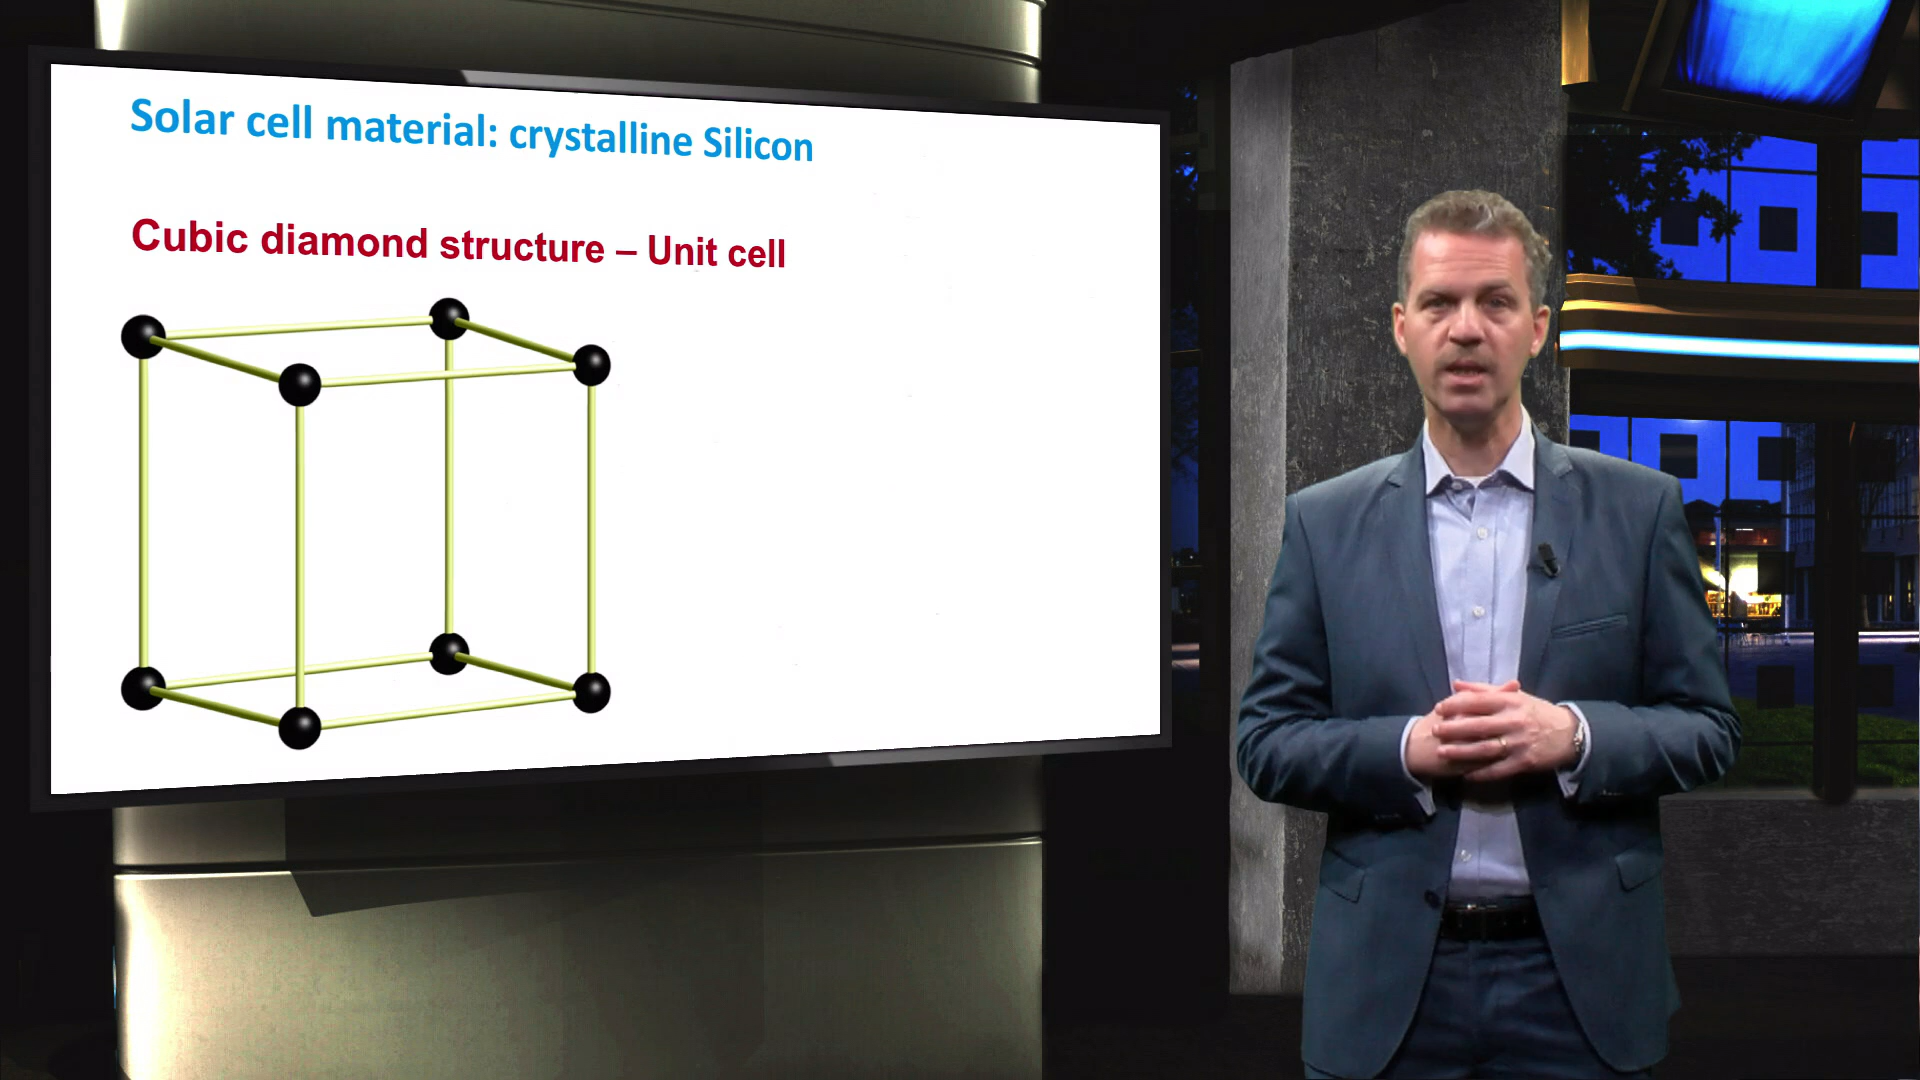 Solar cell material: crystalline Silicon
Cubic diamond structure – Unit cell